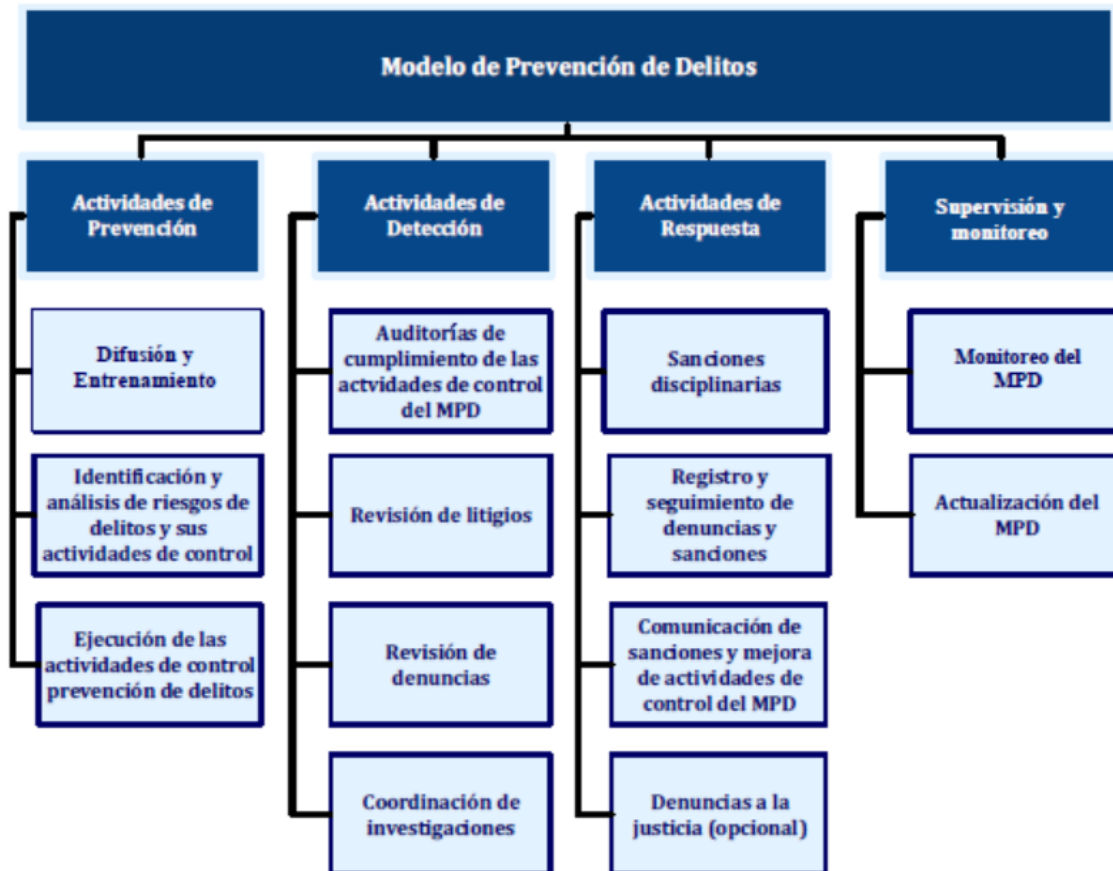 Modelo de Prevención de Delitos
Actividades de
Prevención
Difusión y
Entrenamiento
Identificación y
análisis de riesgos de
delitos y sus
actividades de control
Ejecución de las
actividades de control
prevención de delitos
Actividades de
Detección
Auditorías de
cumplimiento de las
actvidades de control
del MPD
Revisión de litigios
Revisión de
denuncias
Coordinación de
investigaciones
Actividades de
Respuesta
Sanciones
disciplinarias
Registro y
seguimiento de
denuncias y
sanciones
Comunicación de
sanciones y mejora
de actividades de
control del MPD
Denuncias a la
justicia (opcional)
Supervisión y
monitoreo
Monitoreo del
MPD
Actualización del
MPD